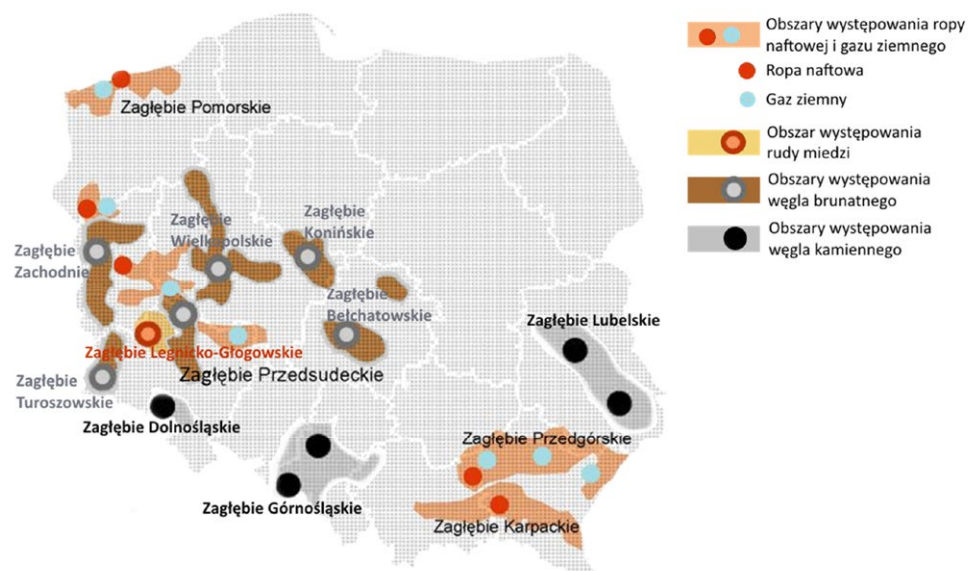 Zagłębie Pomorskie
Zagłębie
Zachodnie
Zagłębie
Wielkopolskie
Zagłębie
Konińskie
Zagłębie
Bełchatowskie
Zagłębie Legnicko-Głogowskie
Zagłębie Przedsudeckie
Zagłębie
Turoszowskie
Zagłębie Dolnośląskie
Zagłębie Górnośląskie
Zagłębie Lubelskie
Zagłębie Przedgórskie
Zagłębie Karpackie
Obszary występowania ropy
naftowej i gazu ziemnego
Ropa naftowa
Gaz ziemny
Obszar występowania
rudy miedzi
Obszary występowania
węgla brunatnego
Obszary występowania
węgla kamiennego